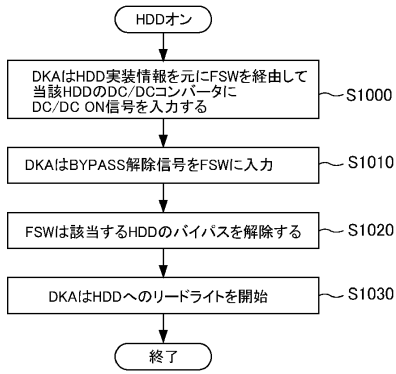 HDDオン
DKAはHDD実装情報を元にFSWを経由して
当該HDDのDC/DCコンバータに
DC/DC ON信号を入力する
S1000
DKAはBYPASS解除信号をFSWに入力
S1010
FSWは該当するHDDのバイパスを解除する
S1020
DKAはHDDへのリードライトを開始
S1030
終了